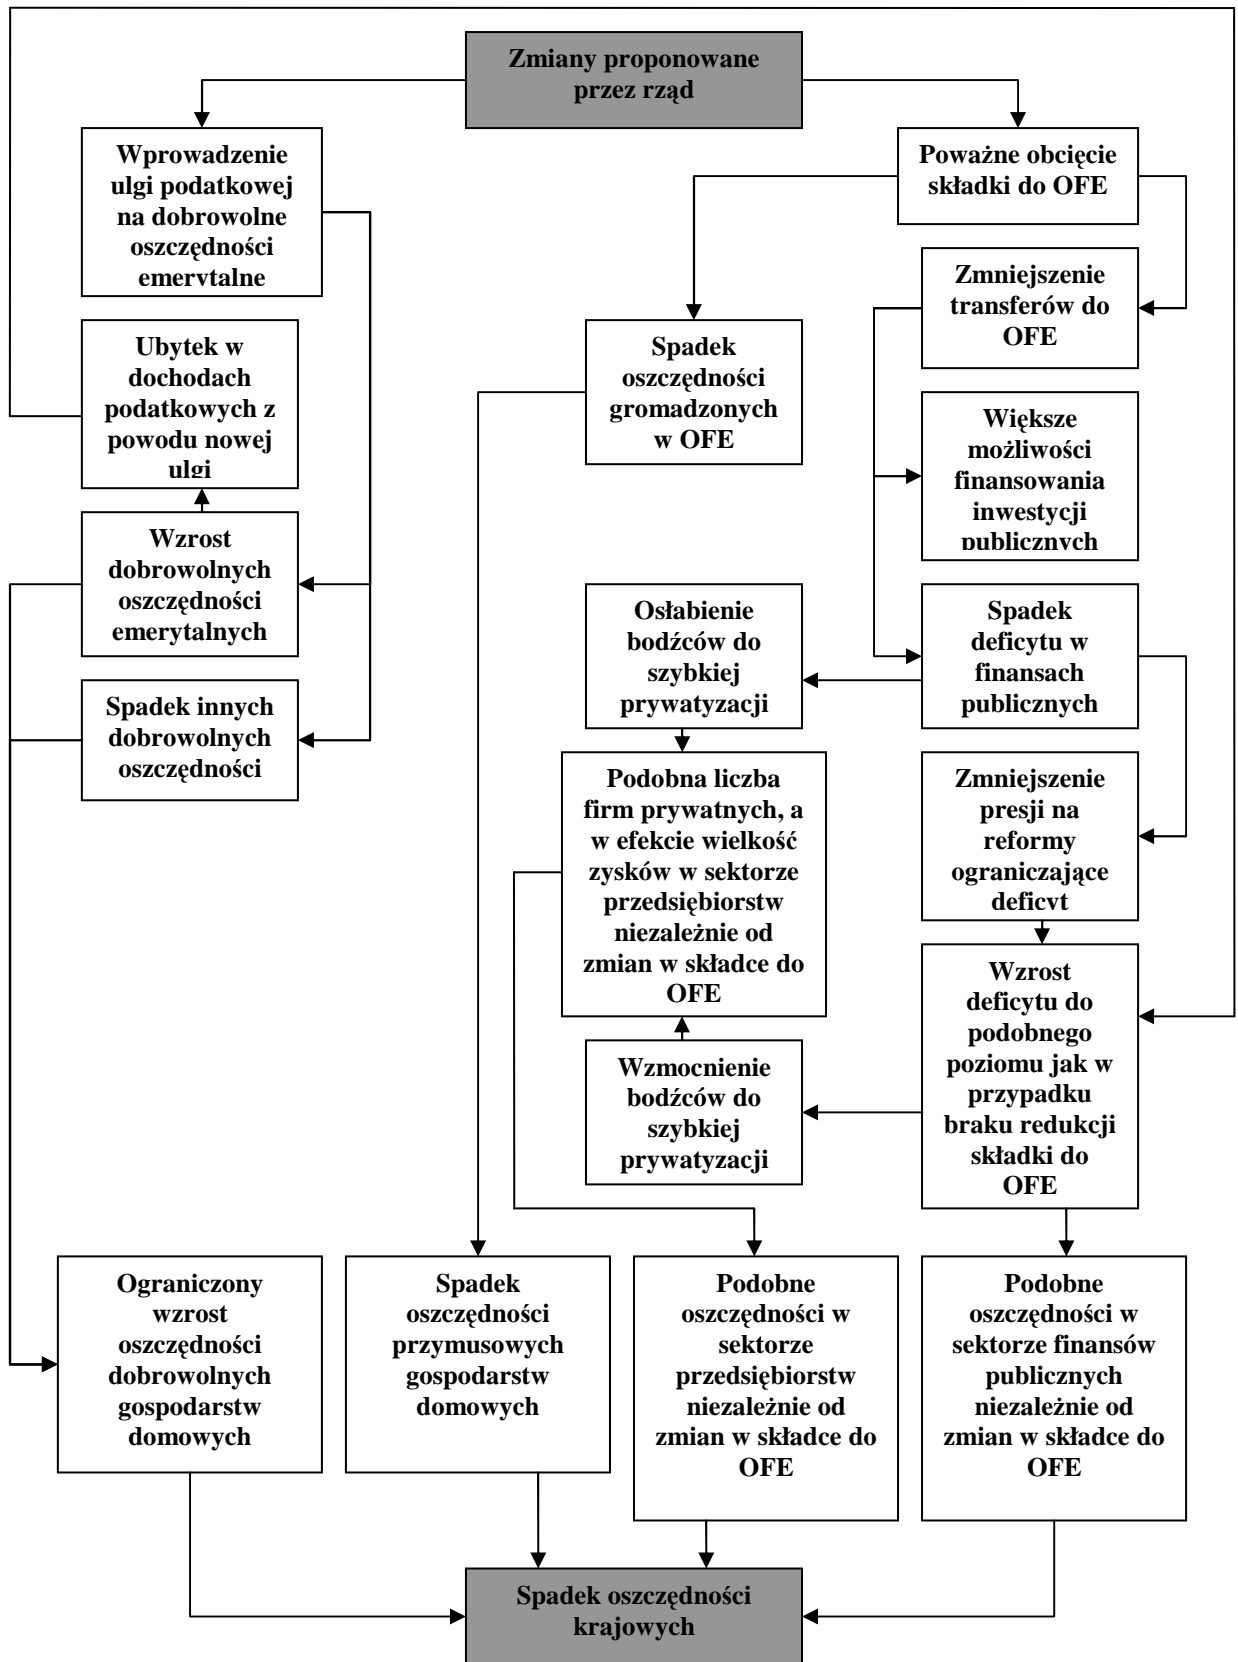 Zmiany proponowane
przez rząd
Wprowadzenie
ulgi podatkowej
na dobrowolne
oszczędności
emerytalne
Poważne obcięcie
składki do OFE
Zmniejszenie
transferów do
OFE
Ubytek w
dochodach
podatkowych z
powodu nowej
ulgi
Spadek
oszczędności
gromadzonych
w OFE
Większe
możliwości
finansowania
inwestycji
publicznych
Wzrost
dobrowolnych
oszczędności
emerytalnych
Osłabienie
bodźców do
szybkiej
prywatyzacji
Spadek
deficytu w
finansach
publicznych
Spadek innych
dobrowolnych
oszczędności
Podobna liczba
firm prywatnych, a
w efekcie wielkość
zysków w sektorze
przedsiębiorstw
niezależnie od
zmian w składce do
OFE
Zmniejszenie
presji na
reformy
ograniczające
deficyt
Wzrost
deficytu do
podobnego
poziomu jak w
przypadku
braku redukcji
składki do
OFE
Wzmocnienie
bodźców do
szybkiej
prywatyzacji
Ograniczony
wzrost
oszczędności
dobrowolnych
gospodarstw
domowych
Spadek
oszczędności
przymusowych
gospodarstw
domowych
Podobne
oszczędności w
sektorze
przedsiębiorstw
niezależnie od
zmian w składce do
OFE
Podobne
oszczędności w
sektorze finansów
publicznych
niezależnie od
zmian w składce do
OFE
Spadek oszczędności
krajowych